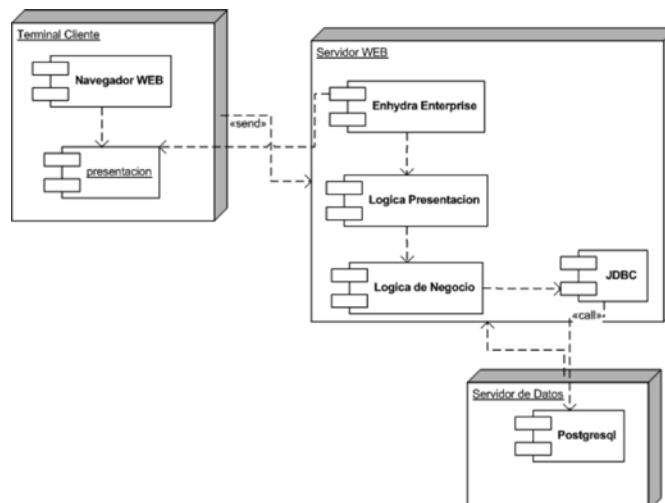 Terminal Cliente
Navegador WEB
presentacion
«send»
Servidor WEB
Enhydra Enterprise
Logica Presentacion
Logica de Negocio
JDBC
«call»
Servidor de Datos
Postgresql